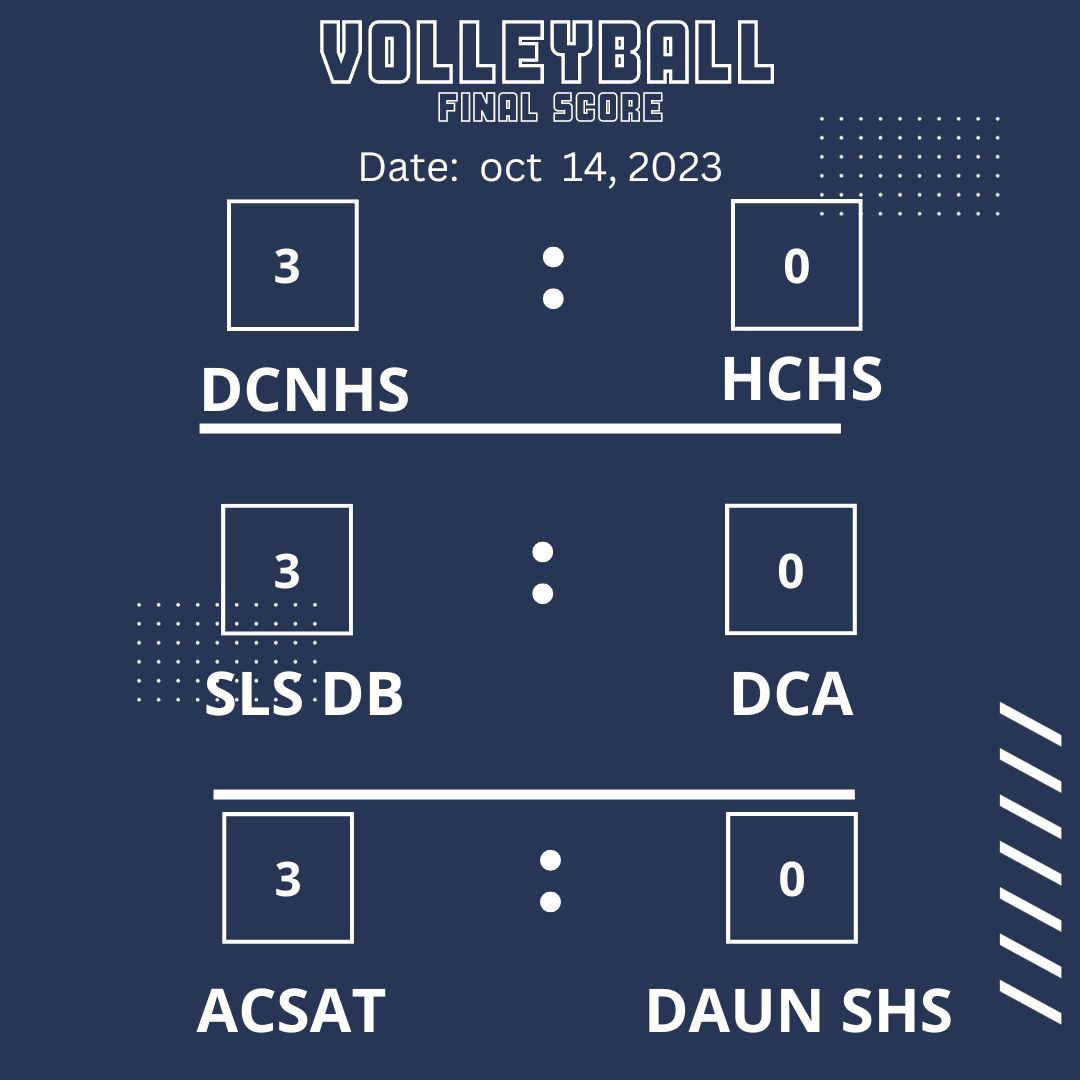 VOLLEYBALL
FINAL SCORE
Date: oct 14, 2023
3 : 0
DCNHS HCHS
3 : 0
SLS DB DCA
3 : 0
ACSAT DAUN SHS